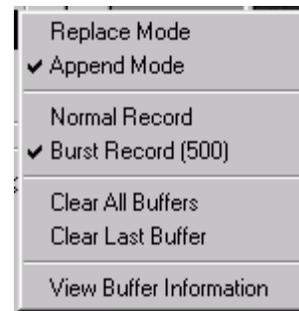 Replace Mode
Append Mode
Normal Record
Burst Record (500)
Clear All Buffers
Clear Last Buffer
View Buffer Information